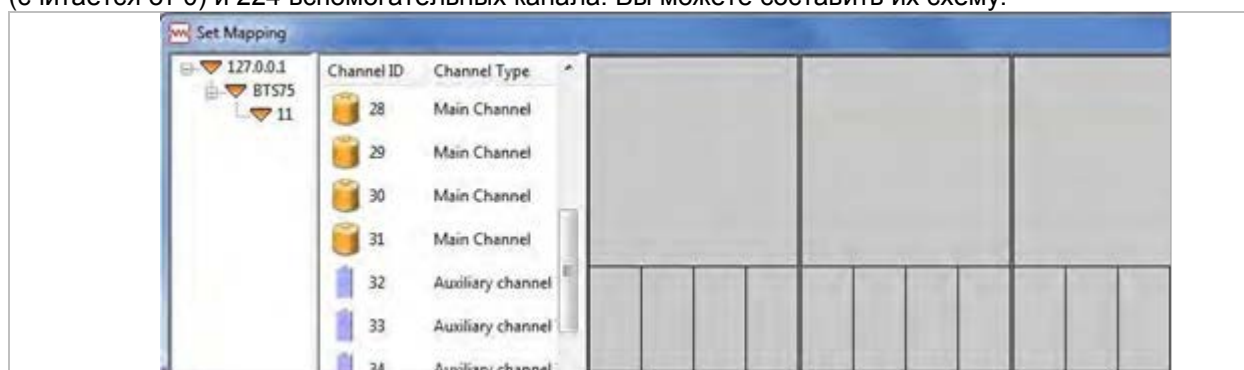 (считается от 0) и 224 вспомогательных канала. Вы можете составить их схему.
Set Mapping
127.0.0.1
BTS75
11
Channel ID Channel Type
28 Main Channel
29 Main Channel
30 Main Channel
31 Main Channel
32 Auxiliary channel
33 Auxiliary channel
34 Auxiliary channel